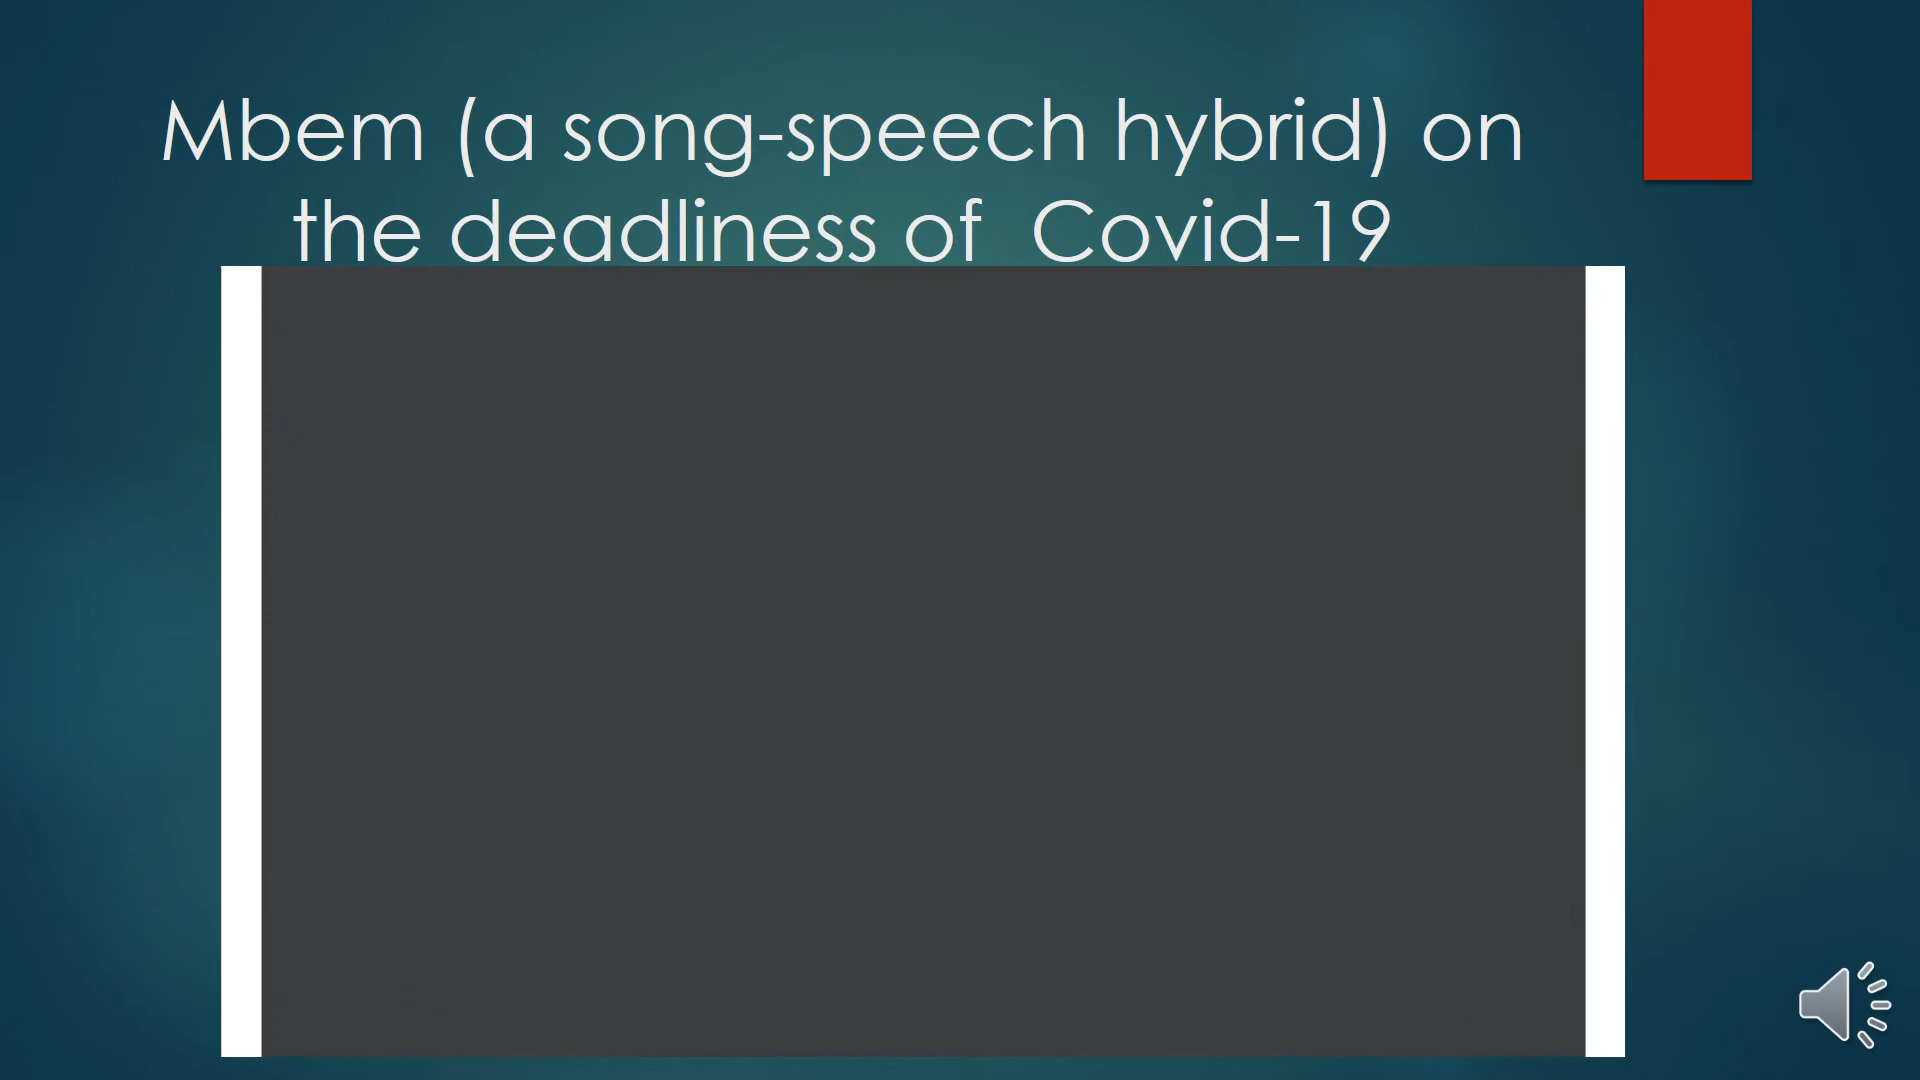 Mbem (a song-speech hybrid) on
the deadliness of  Covid-19